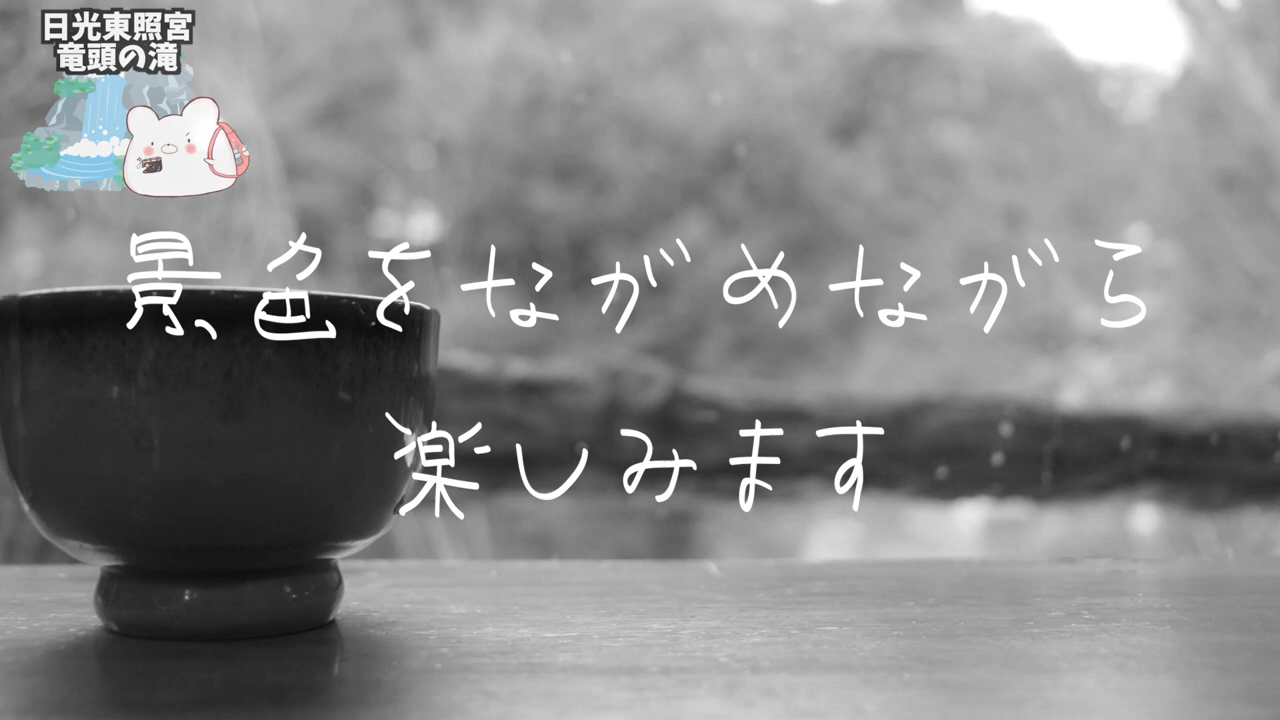 日光東照宮
竜頭の滝
景色をながめながら
楽しみます